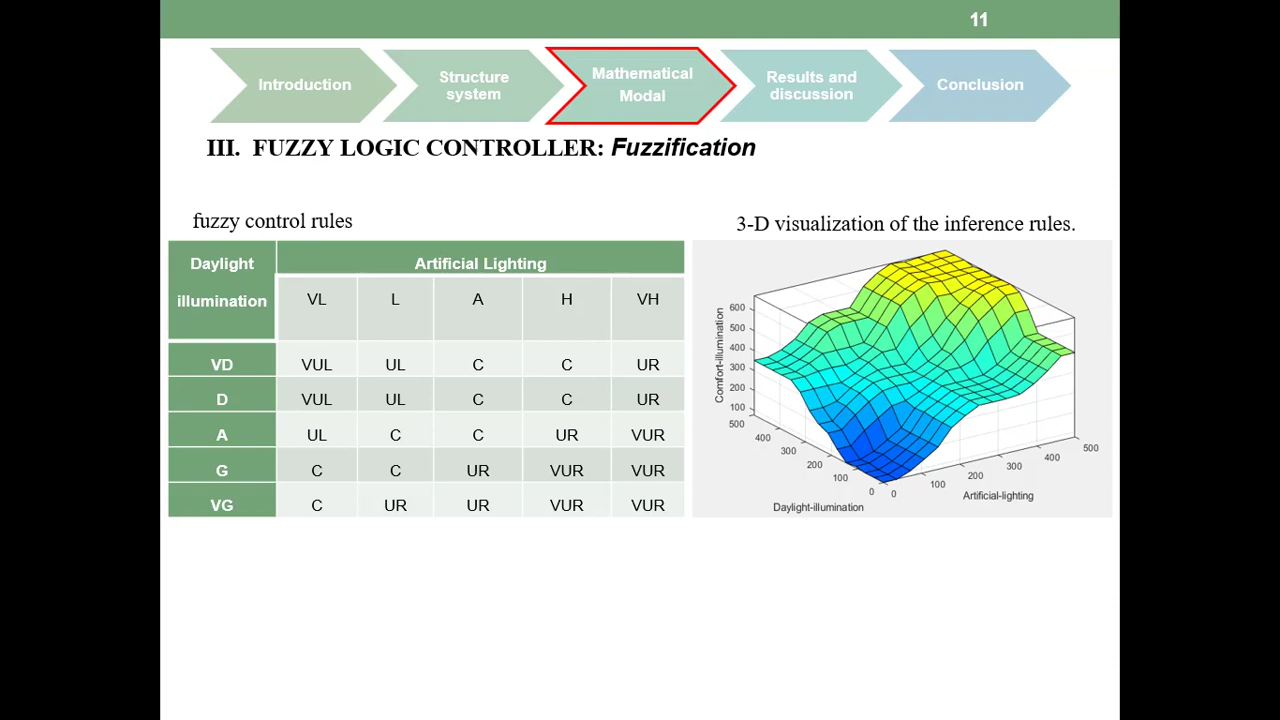 11
Introduction
Structure
system
Mathematical
Modal
Results and
discussion
Conclusion
III. FUZZY LOGIC CONTROLLER: Fuzzification
fuzzy control rules
Daylight
illumination
Artificial Lighting
VL L A H VH
VD VUL UL C C UR
D VUL UL C C UR
A UL C C UR VUR
G C C UR VUR VUR
VG C UR UR VUR VUR
3-D visualization of the inference rules.
Comfort-illumination
600
500
400
300
200
100
500
400
300
200
100
0
0
100
200
300
400
500
Daylight-illumination
Artificial-lighting